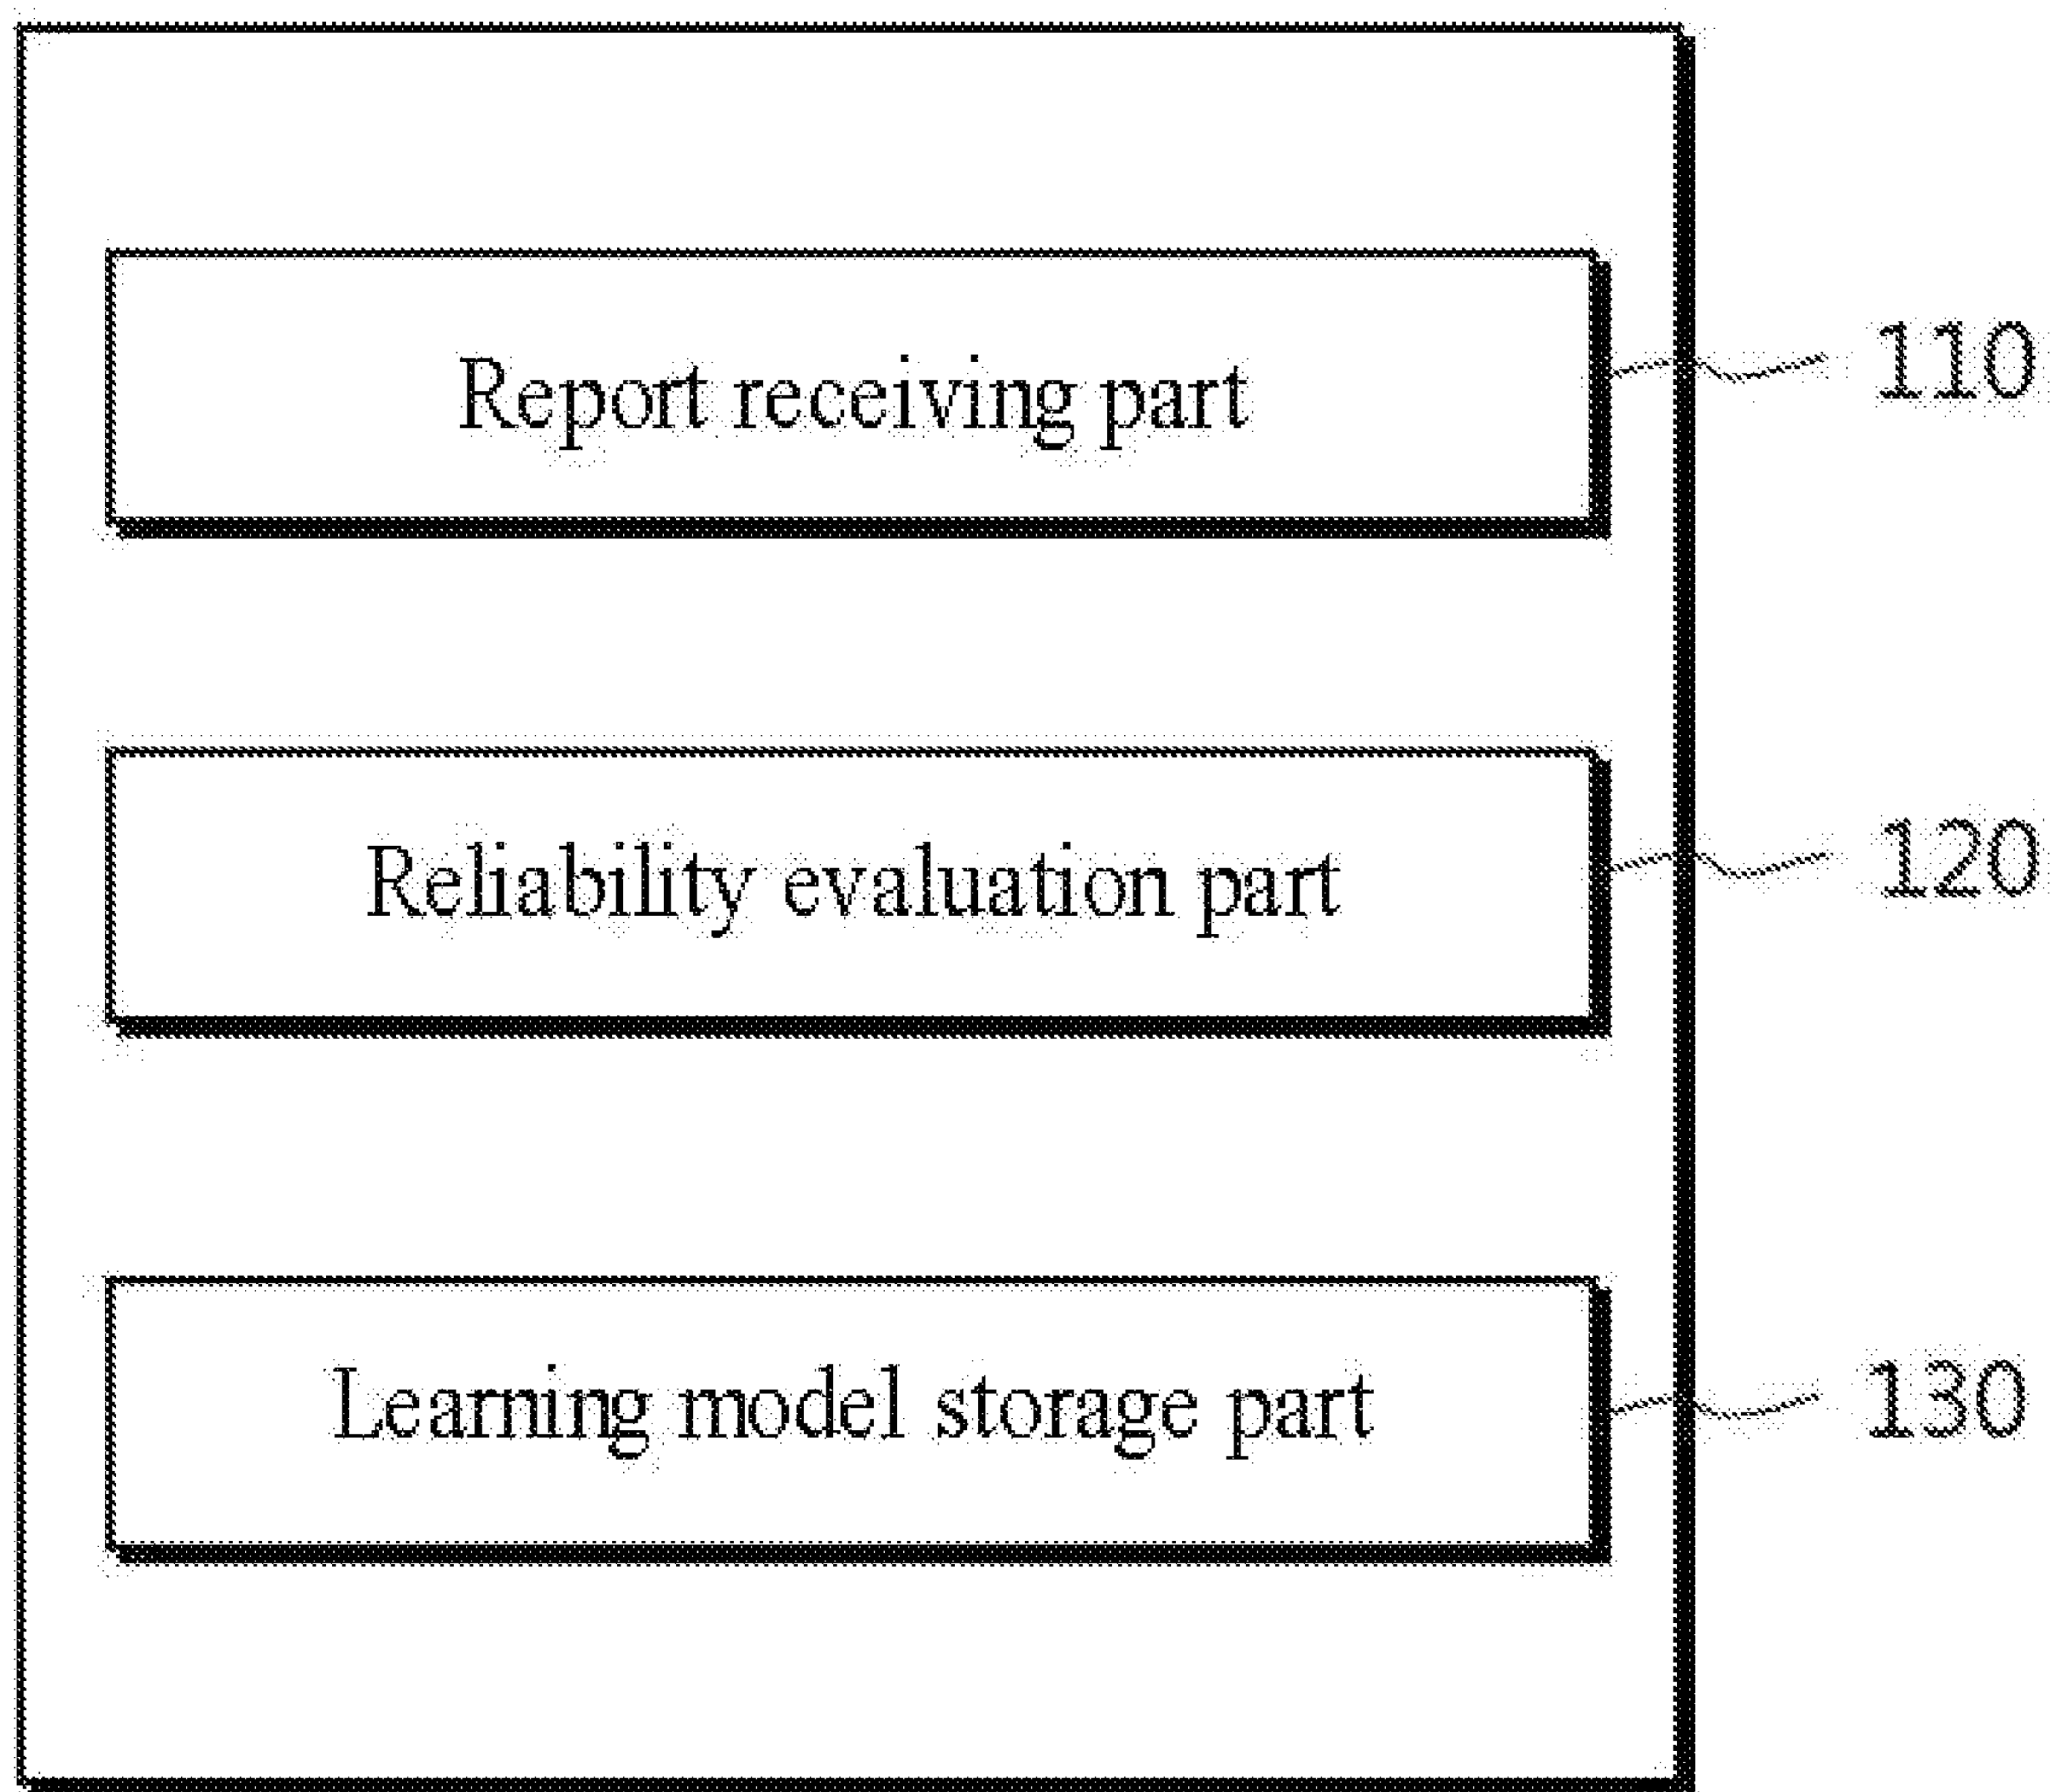 Report receiving part
110
Reliability evaluation part
120
Learning model storage part
130